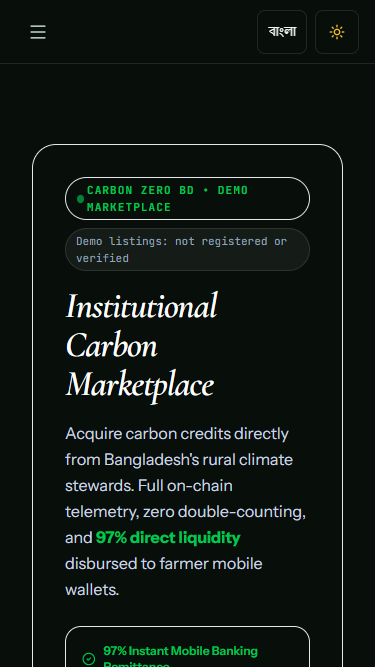 বাংলা
CARBON ZERO BD • DEMO
MARKETPLACE
Demo listings: not registered or
verified
Institutional
Carbon
Marketplace
Acquire carbon credits directly
from Bangladesh's rural climate
stewards. Full on-chain
telemetry, zero double-counting,
and 97% direct liquidity
disbursed to farmer mobile
wallets.
97% Instant Mobile Banking
Remittance